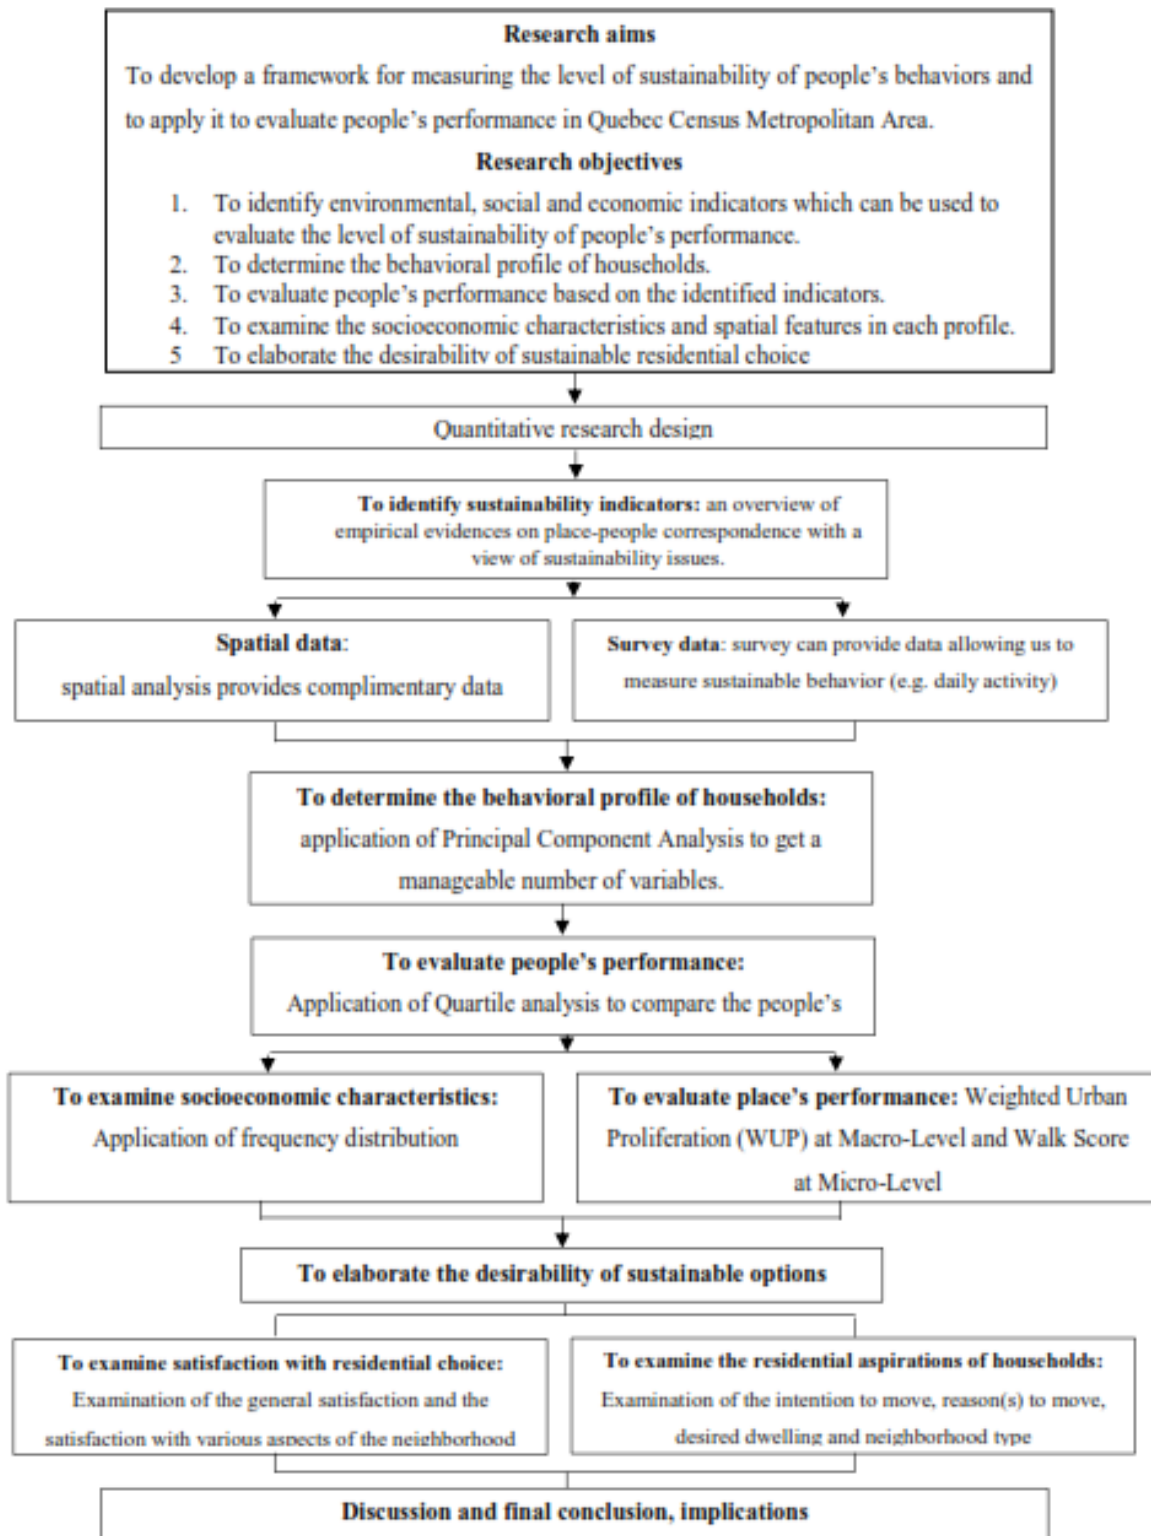 Research aims
To develop a framework for measuring the level of sustainability of people's behaviors and
to apply it to evaluate people's performance in Quebec Census Metropolitan Area.
Research objectives
1. To identify environmental, social and economic indicators which can be used to
evaluate the level of sustainability of people's performance.
2. To determine the behavioral profile of households.
3. To evaluate people's performance based on the identified indicators.
4. To examine the socioeconomic characteristics and spatial features in each profile.
5 To elaborate the desirability of sustainable residential choice
Quantitative research design
To identify sustainability indicators: an overview of
empirical evidences on place-people correspondence with a
view of sustainability issues.
Spatial data:
spatial analysis provides complimentary data
Survey data: survey can provide data allowing us to
measure sustainable behavior (e.g. daily activity)
To determine the behavioral profile of households:
application of Principal Component Analysis to get a
manageable number of variables.
To evaluate people's performance:
Application of Quartile analysis to compare the people's
To examine socioeconomic characteristics:
Application of frequency distribution
To evaluate place's performance: Weighted Urban
Proliferation (WUP) at Macro-Level and Walk Score
at Micro-Level
To elaborate the desirability of sustainable options
To examine satisfaction with residential choice:
Examination of the general satisfaction and the
satisfaction with various aspects of the neighborhood
To examine the residential aspirations of households:
Examination of the intention to move, reason(s) to move,
desired dwelling and neighborhood type
Discussion and final conclusion, implications